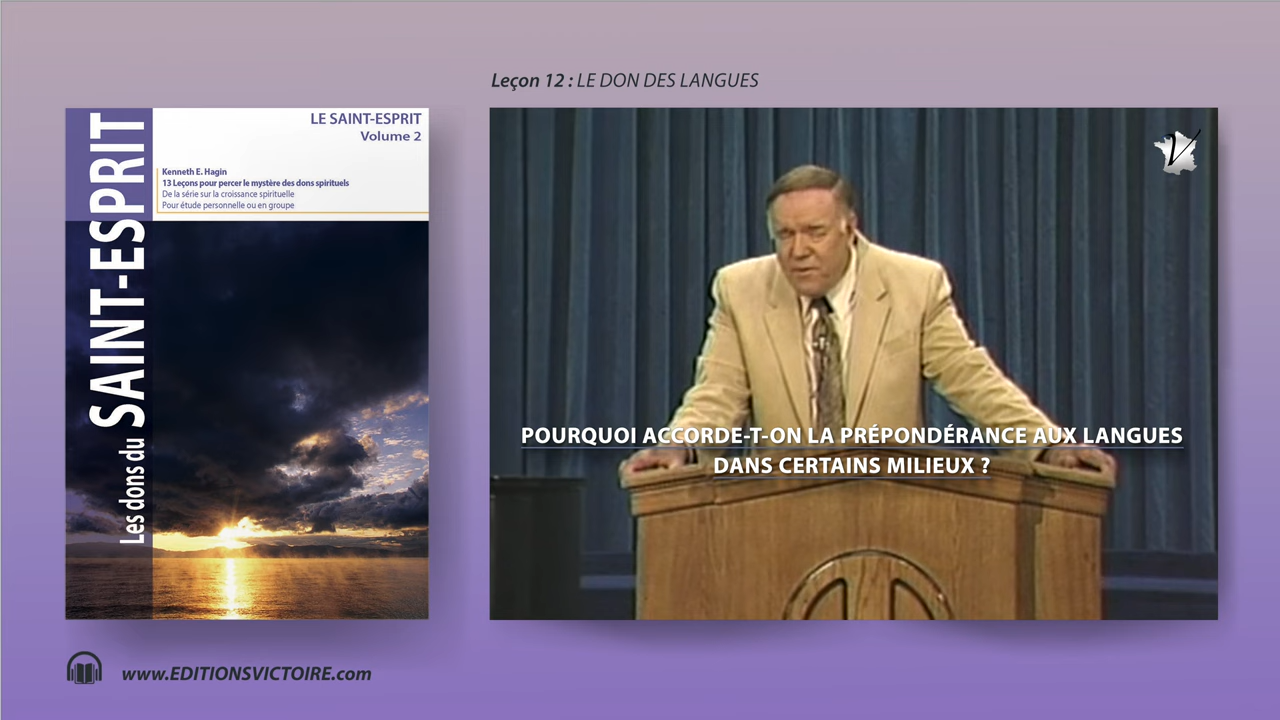 Leçon 12 : LE DON DES LANGUES
LE SAINT-ESPRIT
Volume 2
Kenneth E. Hagin
13 Leçons pour percer le mystère des dons spirituels
De la série sur la croissance spirituelle
Pour étude personnelle ou en groupe
Les dons du SAINT-ESPRIT
V
POURQUOI ACCORDE-T-ON LA PRÉPONDÉRANCE AUX LANGUES
DANS CERTAINS MILIEUX ?
www.EDITIONSVICTOIRE.com